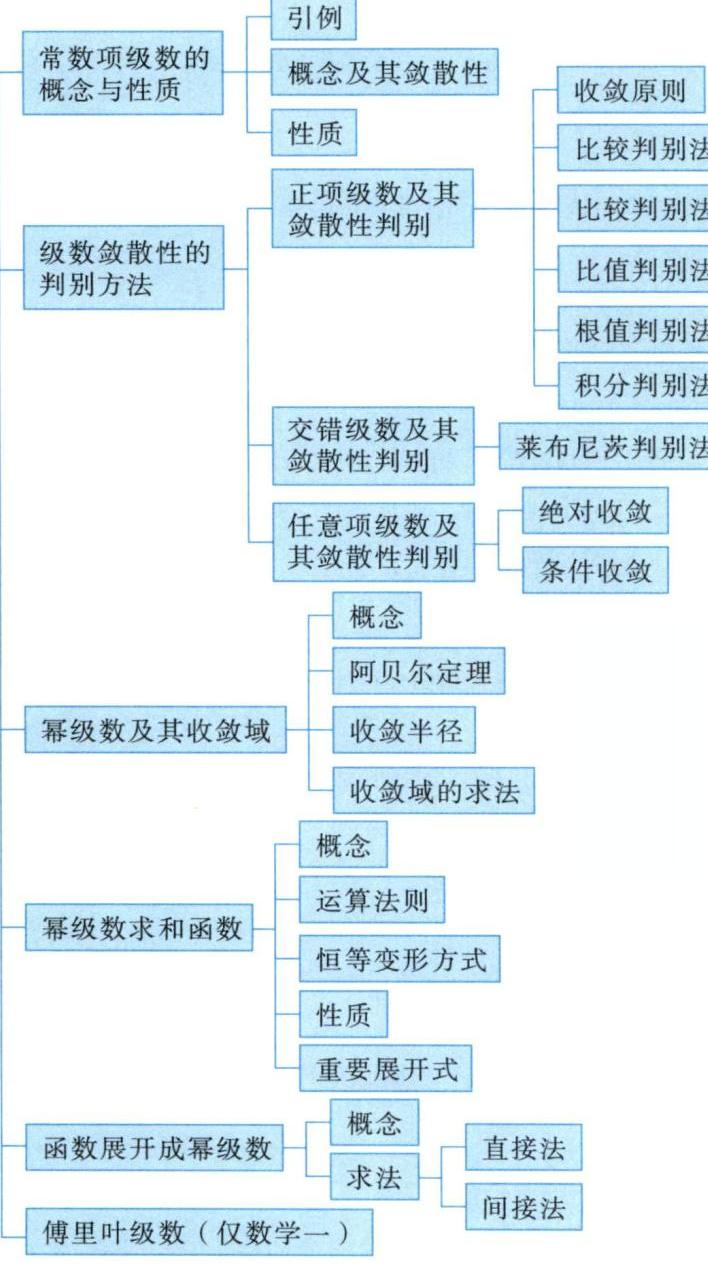 常数项级数的
概念与性质
引例
概念及其敛散性
性质
级数敛散性的
判别方法
正项级数及其
敛散性判别
收敛原则
比较判别法
比较判别法
比值判别法
根值判别法
积分判别法
交错级数及其
敛散性判别
莱布尼茨判别法
任意项级数及
其敛散性判别
绝对收敛
条件收敛
幂级数及其收敛域
概念
阿贝尔定理
收敛半径
收敛域的求法
幂级数求和函数
概念
运算法则
恒等变形方式
性质
重要展开式
函数展开成幂级数
概念
求法
直接法
间接法
傅里叶级数（仅数学一）